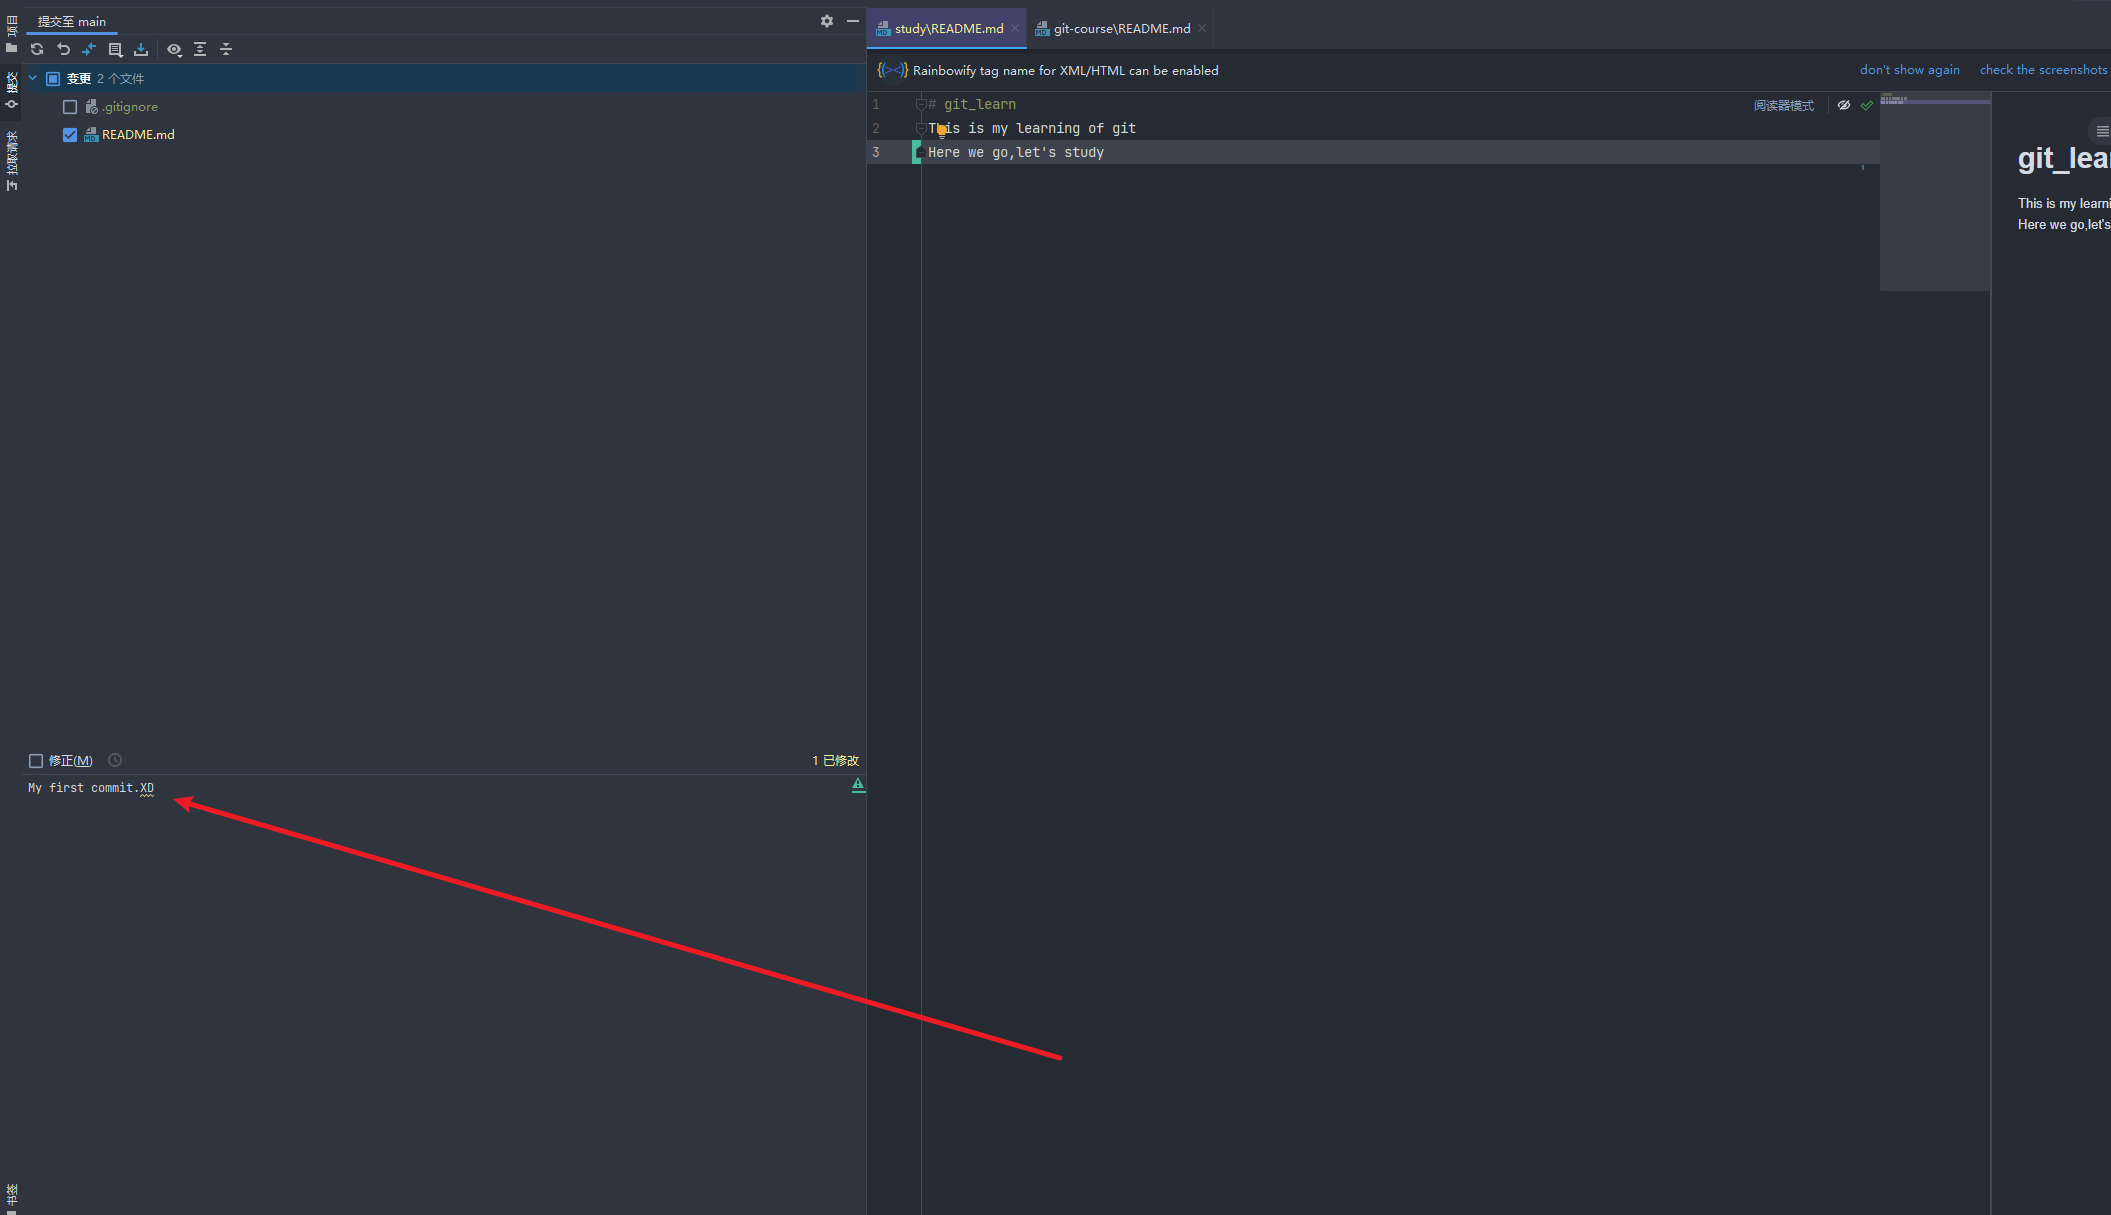 项目
提交
拉取请求
书签
提交至 main
变更 2 个文件
.gitignore
README.md
修正(M)
1 已修改
My first commit.XD
study\README.md
git-course\README.md
Rainbowify tag name for XML/HTML can be enabled
don't show again
check the screenshots
阅读器模式
1 # git_learn
2 This is my learning of git
3 Here we go,let's study
git_lear
This is my learni
Here we go,let's